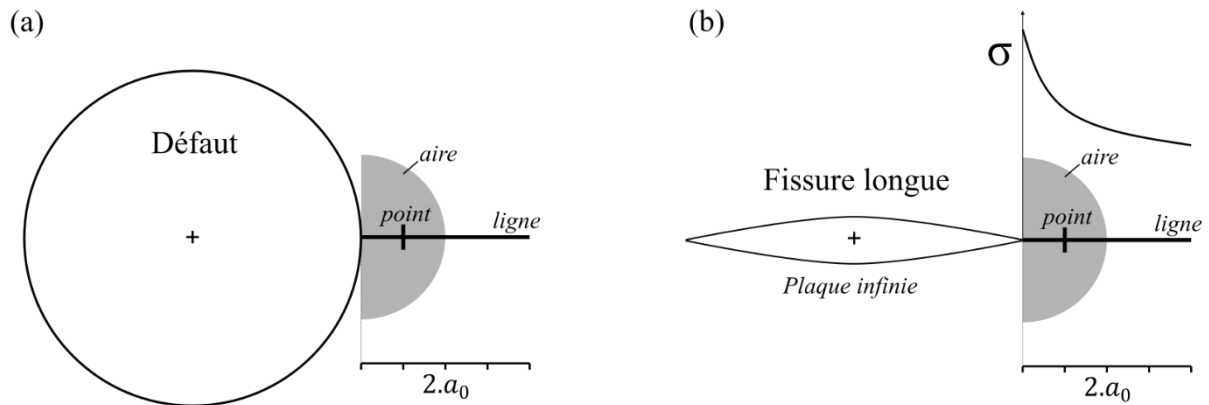 (a)
Défaut
aire
point
ligne
2.a₀
(b)
σ
aire
Fissure longue
point
ligne
Plaque infinie
2.a₀